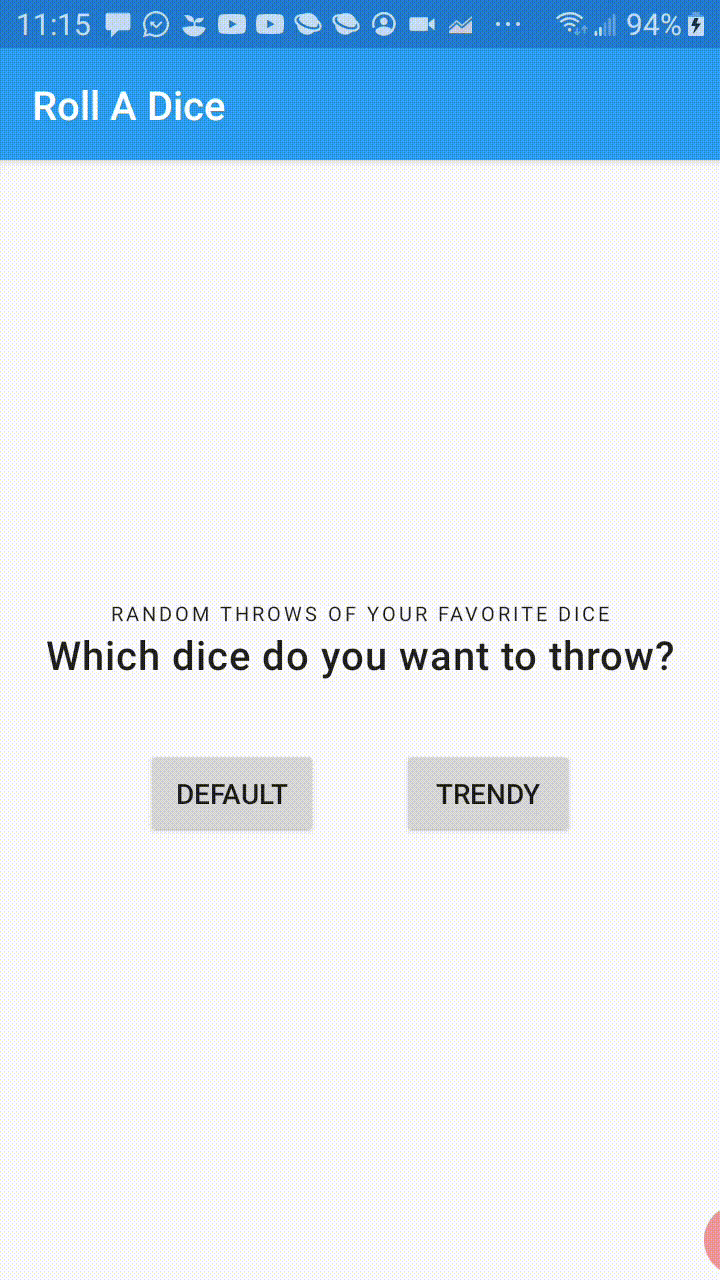 11:15 94%
Roll A Dice
RANDOM THROWS OF YOUR FAVORITE DICE
Which dice do you want to throw?
DEFAULT TRENDY